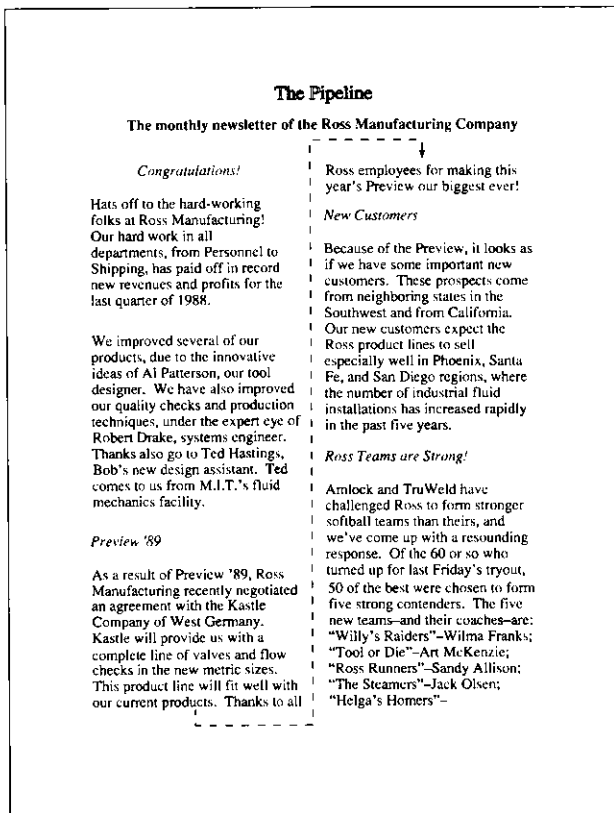 The Pipeline
The monthly newsletter of the Ross Manufacturing Company
Congratulations!
Hats off to the hard-working
folks at Ross Manufacturing!
Our hard work in all
departments, from Personnel to
Shipping, has paid off in record
new revenues and profits for the
last quarter of 1988.
We improved several of our
products, due to the innovative
ideas of Al Patterson, our tool
designer. We have also improved
our quality checks and production
techniques, under the expert eye of
Robert Drake, systems engineer.
Thanks also go to Ted Hastings,
Bob's new design assistant. Ted
comes to us from M.I.T.'s fluid
mechanics facility.
Preview '89
As a result of Preview '89, Ross
Manufacturing recently negotiated
an agreement with the Kastle
Company of West Germany.
Kastle will provide us with a
complete line of valves and flow
checks in the new metric sizes.
This product line will fit well with
our current products. Thanks to all
Ross employees for making this
year's Preview our biggest ever!
New Customers
Because of the Preview, it looks as
if we have some important new
customers. These prospects come
from neighboring states in the
Southwest and from California.
Our new customers expect the
Ross product lines to sell
especially well in Phoenix, Santa
Fe, and San Diego regions, where
the number of industrial fluid
installations has increased rapidly
in the past five years.
Ross Teams are Strong!
Amlock and TruWeld have
challenged Ross to form stronger
softball teams than theirs, and
we've come up with a resounding
response. Of the 60 or so who
turned up for last Friday's tryout,
50 of the best were chosen to form
five strong contenders. The five
new teams–and their coaches–are:
"Willy's Raiders"–Wilma Franks;
"Tool or Die"–Art McKenzie;
"Ross Runners"–Sandy Allison;
"The Steamers"–Jack Olsen;
"Helga's Homers"–